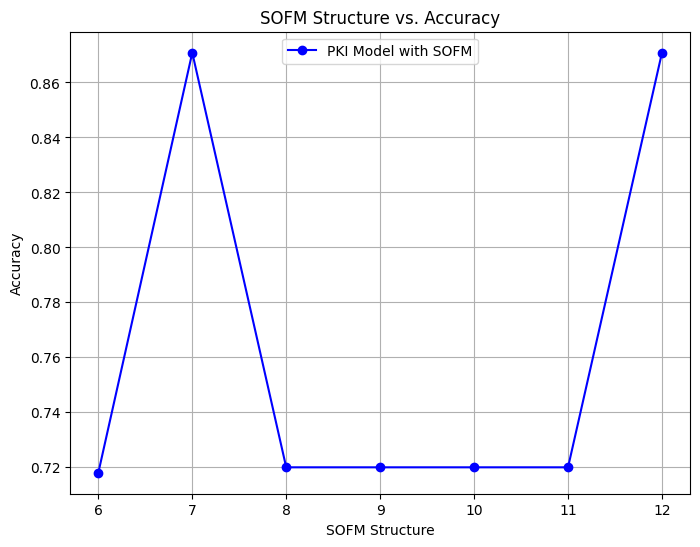 SOFM Structure vs. Accuracy
PKI Model with SOFM
0.86
0.84
0.82
0.80
0.78
0.76
0.74
0.72
Accuracy
6 7 8 9 10 11 12
SOFM Structure